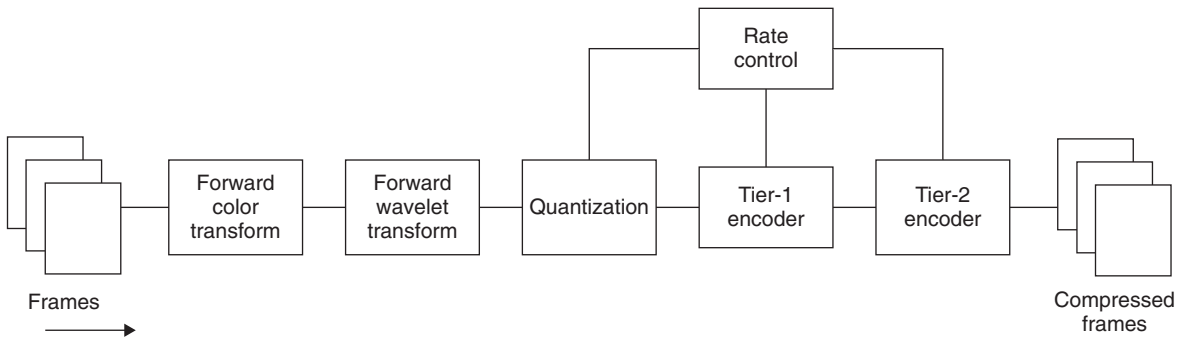 Rate
control
Forward
color
transform
Forward
wavelet
transform
Quantization
Tier-1
encoder
Tier-2
encoder
Frames
Compressed
frames